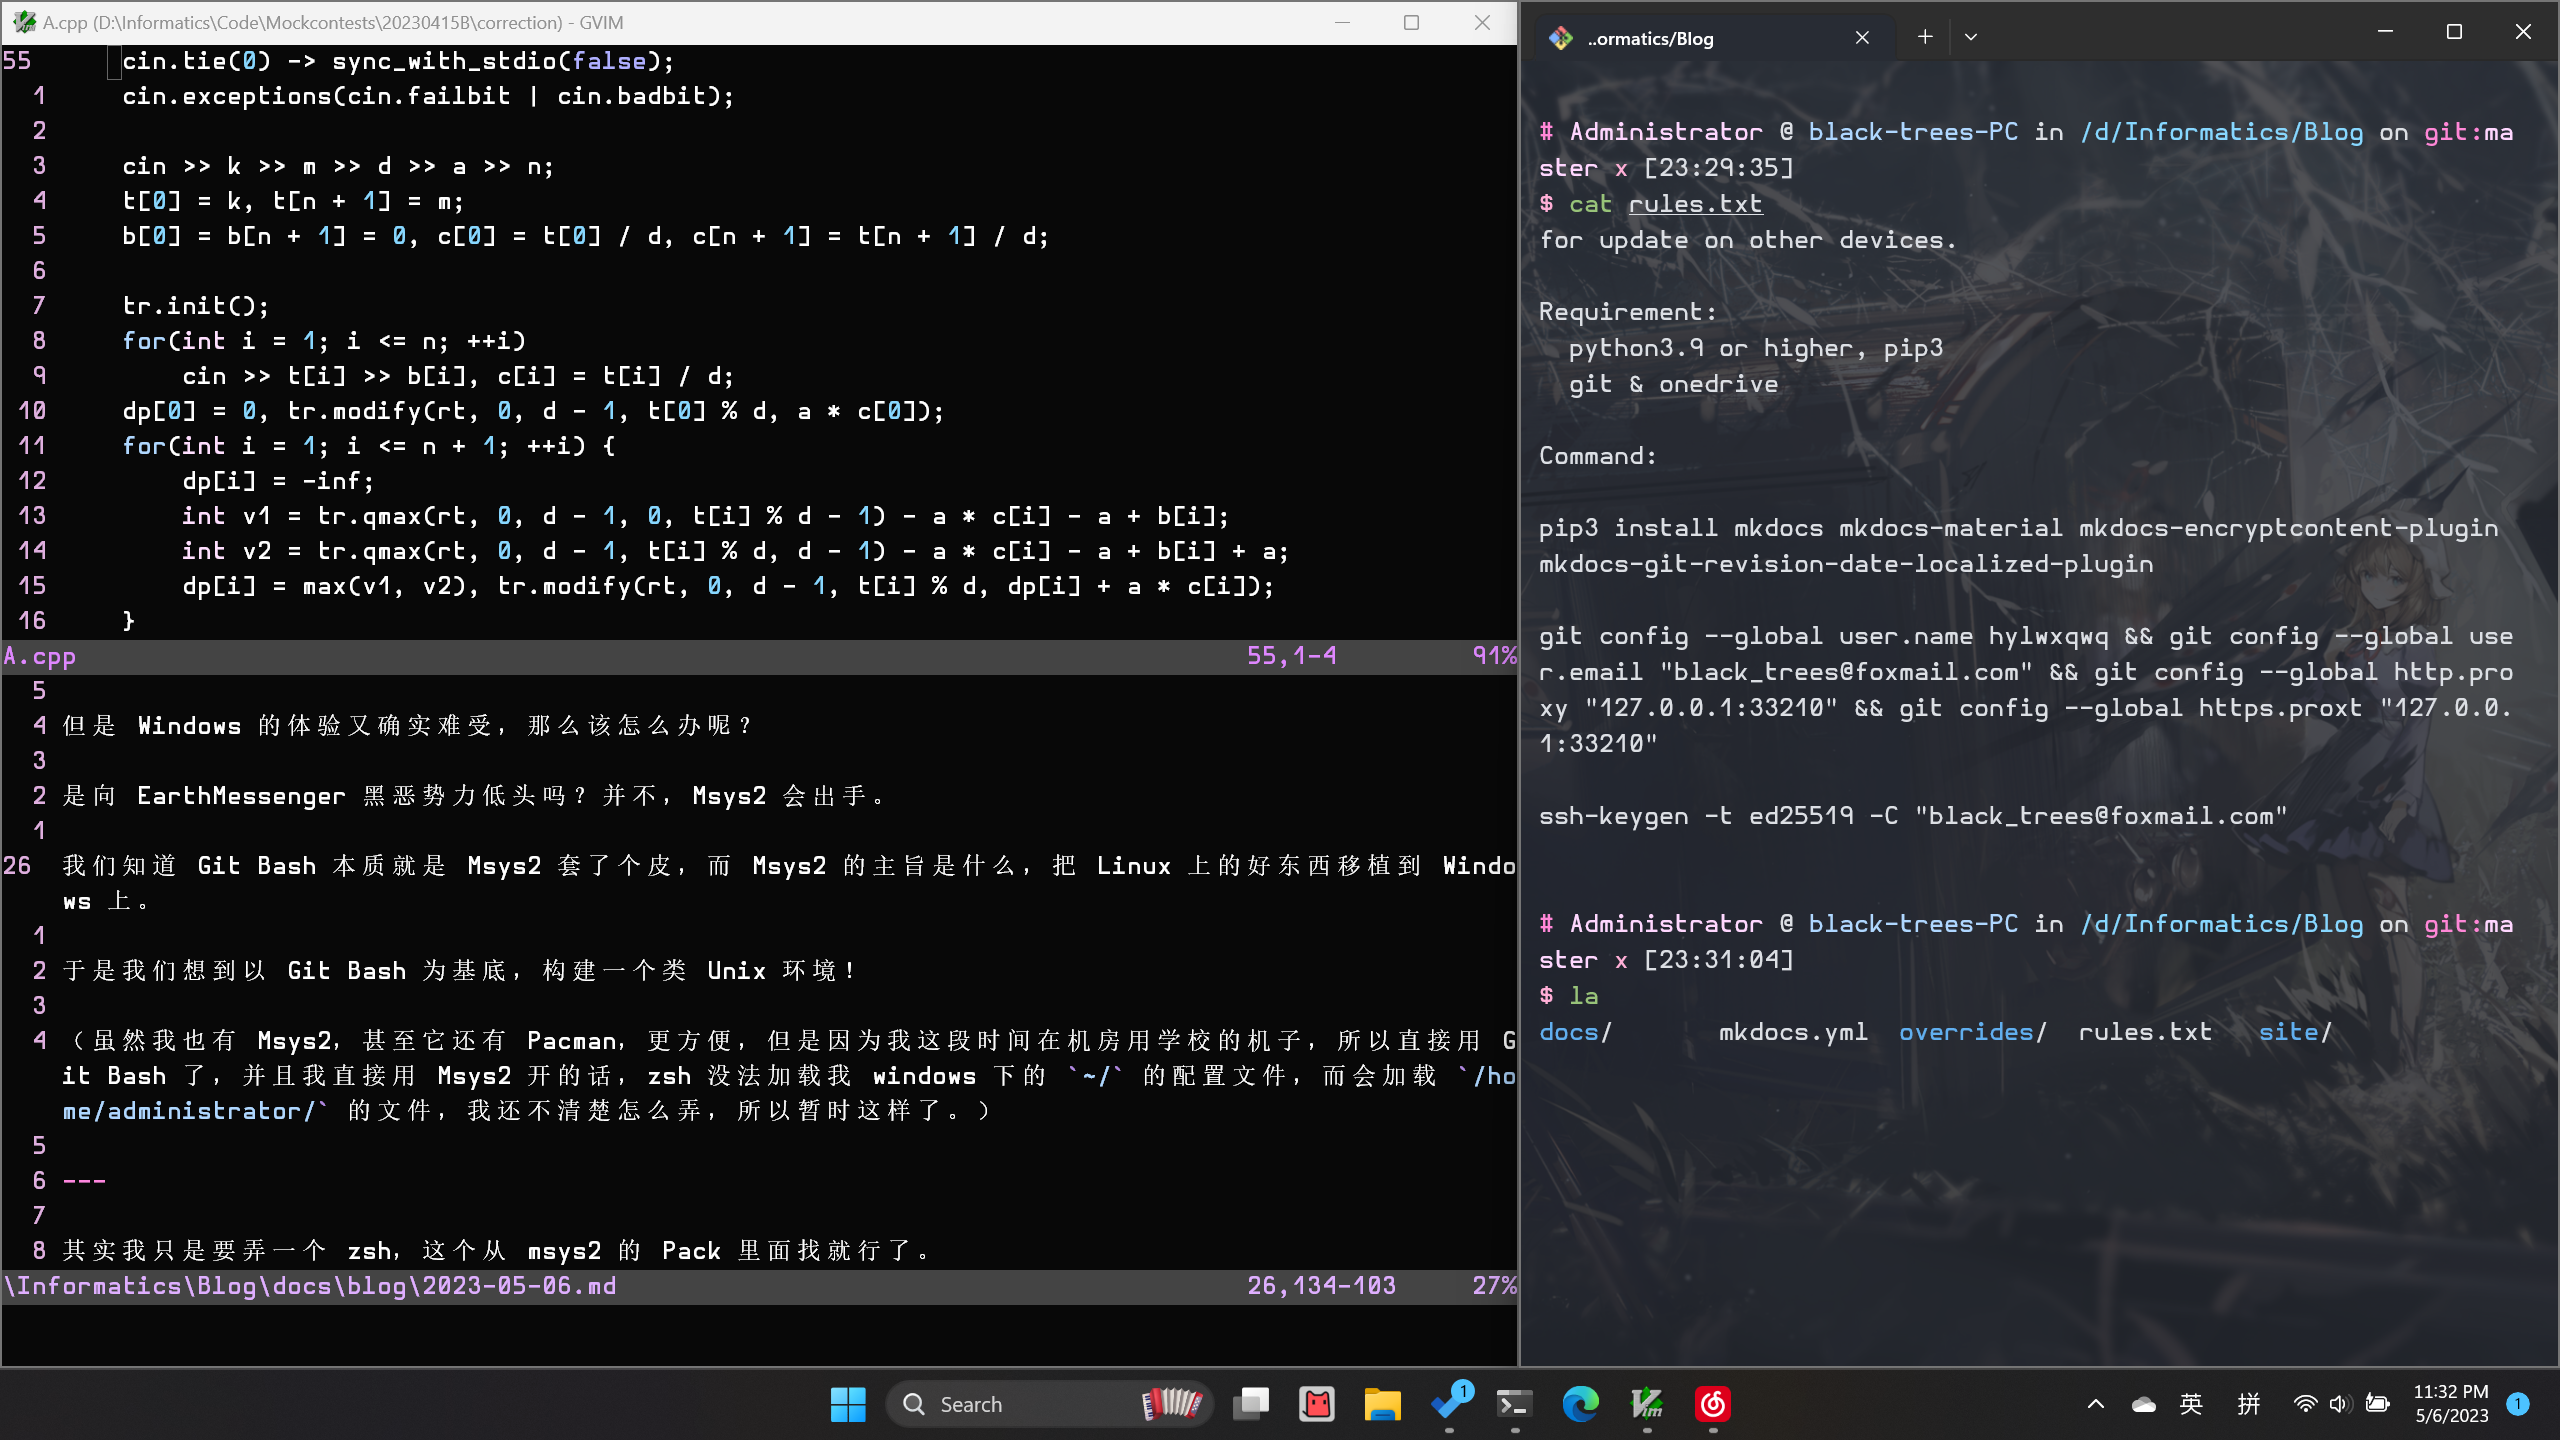 A.cpp (D:\Informatics\Code\Mockcontests\20230415B\correction) - GVIM
55 cin.tie(0) -> sync_with_stdio(false);
1 cin.exceptions(cin.failbit | cin.badbit);
2
3 cin >> k >> m >> d >> a >> n;
4 t[0] = k, t[n + 1] = m;
5 b[0] = b[n + 1] = 0, c[0] = t[0] / d, c[n + 1] = t[n + 1] / d;
6
7 tr.init();
8 for(int i = 1; i <= n; ++i)
9 cin >> t[i] >> b[i], c[i] = t[i] / d;
10 dp[0] = 0, tr.modify(rt, 0, d - 1, t[0] % d, a * c[0]);
11 for(int i = 1; i <= n + 1; ++i) {
12 dp[i] = -inf;
13 int v1 = tr.qmax(rt, 0, d - 1, 0, t[i] % d - 1) - a * c[i] - a + b[i];
14 int v2 = tr.qmax(rt, 0, d - 1, t[i] % d, d - 1) - a * c[i] - a + b[i] + a;
15 dp[i] = max(v1, v2), tr.modify(rt, 0, d - 1, t[i] % d, dp[i] + a * c[i]);
16 }
A.cpp 55,1-4 91%
5
4 但是 Windows 的体验又确实难受，那么该怎么办呢？
3
2 是向 EarthMessenger 黑恶势力低头吗？并不，Msys2 会出手。
1
26 我们知道 Git Bash 本质就是 Msys2 套了个皮，而 Msys2 的主旨是什么，把 Linux 上的好东西移植到 Windo
ws 上。
1
2 于是我们想到以 Git Bash 为基底，构建一个类 Unix 环境！
3
4 （虽然我也有 Msys2，甚至它还有 Pacman，更方便，但是因为我这段时间在机房用学校的机子，所以直接用 G
it Bash 了，并且我直接用 Msys2 开的话，zsh 没法加载我 windows 下的 `~/` 的配置文件，而会加载 `/ho
me/administrator/` 的文件，我还不清楚怎么弄，所以暂时这样了。）
5
6 ---
7
8 其实我只是要弄一个 zsh，这个从 msys2 的 Pack 里面找就行了。
\Informatics\Blog\docs\blog\2023-05-06.md 26,134-103 27%
..ormatics/Blog
# Administrator @ black-trees-PC in /d/Informatics/Blog on git:ma
ster x [23:29:35]
$ cat rules.txt
for update on other devices.
Requirement:
python3.9 or higher, pip3
git & onedrive
Command:
pip3 install mkdocs mkdocs-material mkdocs-encryptcontent-plugin
mkdocs-git-revision-date-localized-plugin
git config --global user.name hylwxqwq && git config --global use
r.email "black_trees@foxmail.com" && git config --global http.pro
xy "127.0.0.1:33210" && git config --global https.proxt "127.0.0.
1:33210"
ssh-keygen -t ed25519 -C "black_trees@foxmail.com"
# Administrator @ black-trees-PC in /d/Informatics/Blog on git:ma
ster x [23:31:04]
$ la
docs/ mkdocs.yml overrides/ rules.txt site/
Search
1
Vim
英
拼
11:32 PM
5/6/2023
1